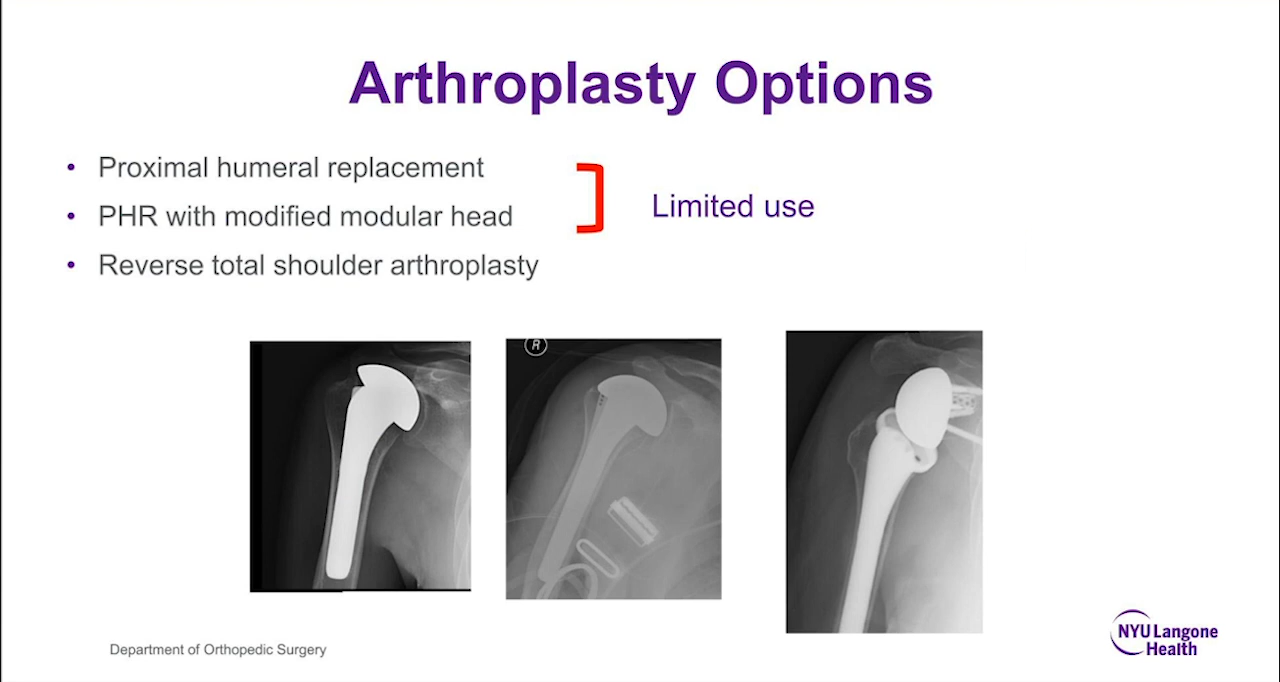 Arthroplasty Options
• Proximal humeral replacement
• PHR with modified modular head
Limited use
• Reverse total shoulder arthroplasty
R
Department of Orthopedic Surgery
NYU Langone
Health